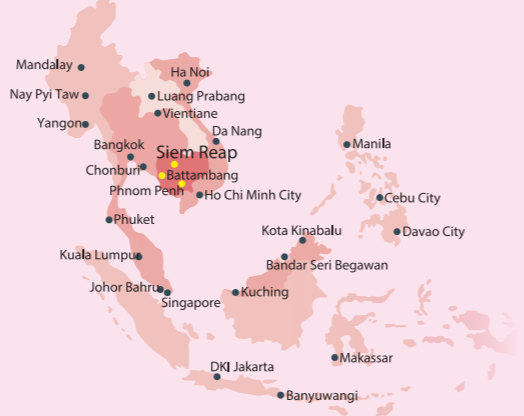 Mandalay
Ha Noi
Nay Pyi Taw
Luang Prabang
Vientiane
Yangon
Da Nang
Bangkok
Siem Reap
Manila
Chonburi
Battambang
Phnom Penh
Ho Chi Minh City
Cebu City
Phuket
Kota Kinabalu
Davao City
Kuala Lumpur
Bandar Seri Begawan
Johor Bahru
Kuching
Singapore
Makassar
DKI Jakarta
Banyuwangi